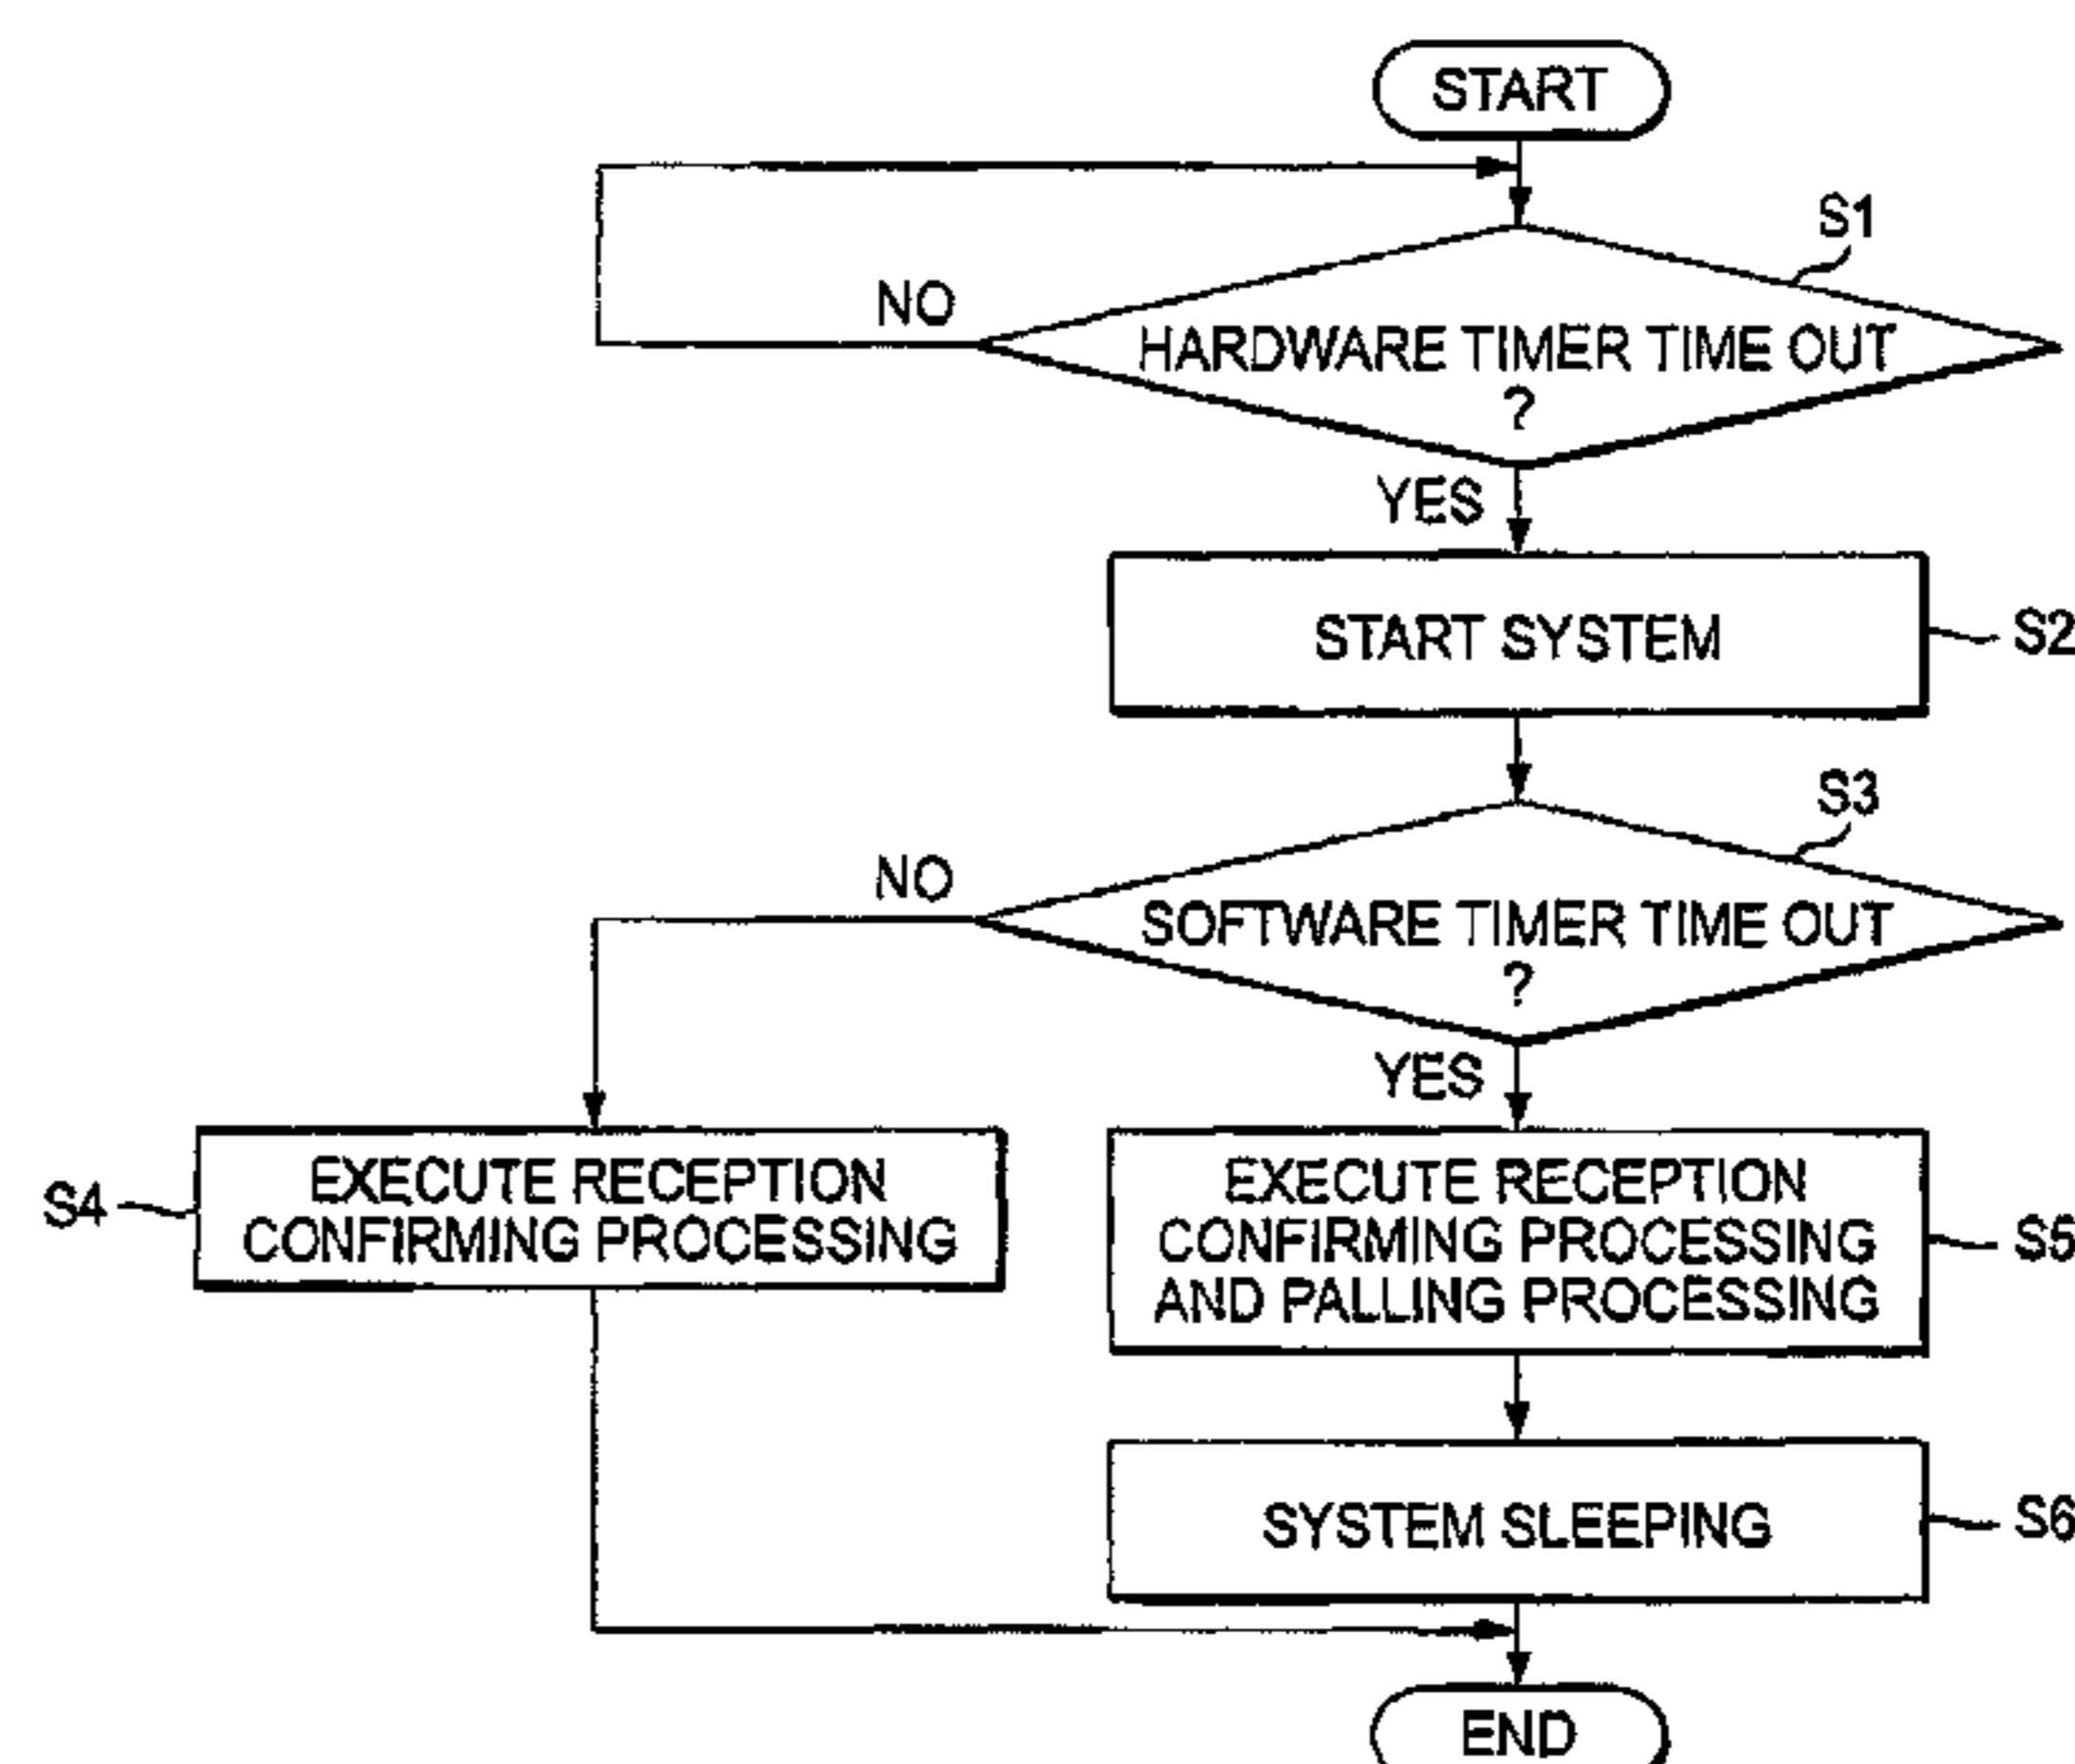 START
S1
NO
HARDWARE TIMER TIME OUT
?
YES
START SYSTEM
S2
S3
NO
SOFTWARE TIMER TIME OUT
?
YES
S4
EXECUTE RECEPTION
CONFIRMING PROCESSING
EXECUTE RECEPTION
CONFIRMING PROCESSING
AND PALLING PROCESSING
S5
SYSTEM SLEEPING
S6
END